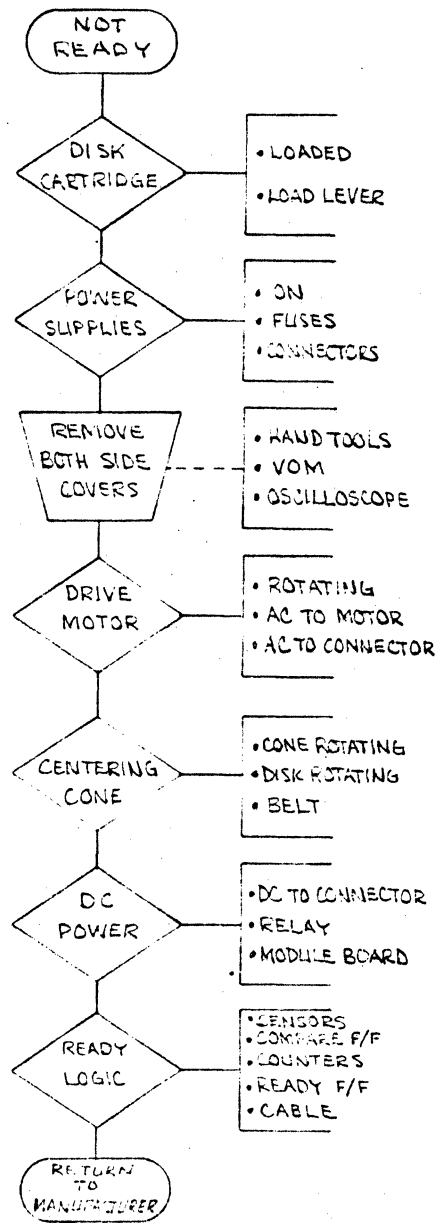 NOT
READY
DISK
CARTRIDGE
• LOADED
• LOAD LEVER
POWER
SUPPLIES
• ON
• FUSES
• CONNECTORS
REMOVE
BOTH SIDE
COVERS
• HAND TOOLS
• VOM
• OSCILLOSCOPE
DRIVE
MOTOR
• ROTATING
• AC TO MOTOR
• AC TO CONNECTOR
CENTERING
CONE
• CONE ROTATING
• DISK ROTATING
• BELT
DC
POWER
• DC TO CONNECTOR
• RELAY
• MODULE BOARD
READY
LOGIC
• SENSORS
• COMPARE F/F
• COUNTERS
• READY F/F
• CABLE
RETURN
TO
MANUFACTURER